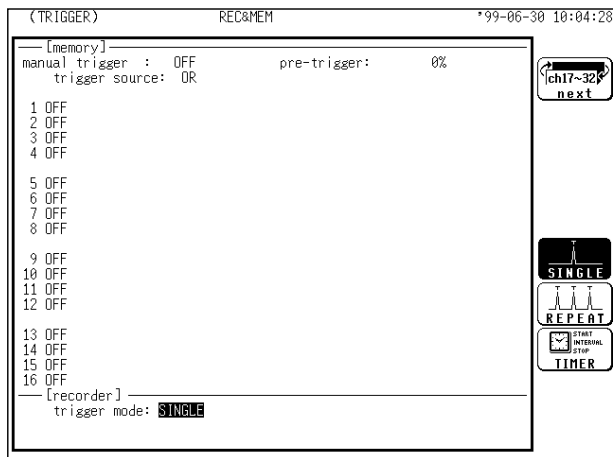 (TRIGGER) REC&MEM '99-06-30 10:04:28
[memory]
manual trigger : OFF pre-trigger: 0%
trigger source: OR
1 OFF
2 OFF
3 OFF
4 OFF
5 OFF
6 OFF
7 OFF
8 OFF
9 OFF
10 OFF
11 OFF
12 OFF
13 OFF
14 OFF
15 OFF
16 OFF
[recorder]
trigger mode: SINGLE
ch17~32
next
T
SINGLE
T T T
REPEAT
START
INTERVAL
STOP
TIMER